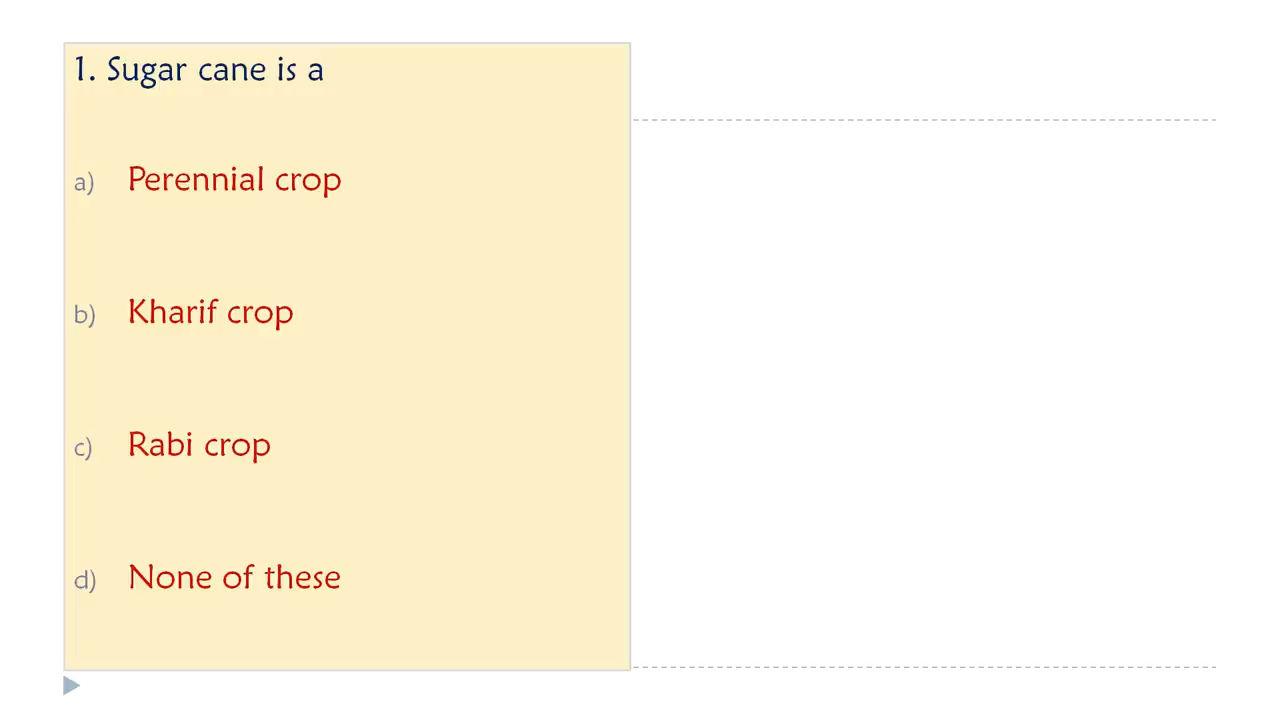 1. Sugar cane is a
a) Perennial crop
b) Kharif crop
c) Rabi crop
d) None of these